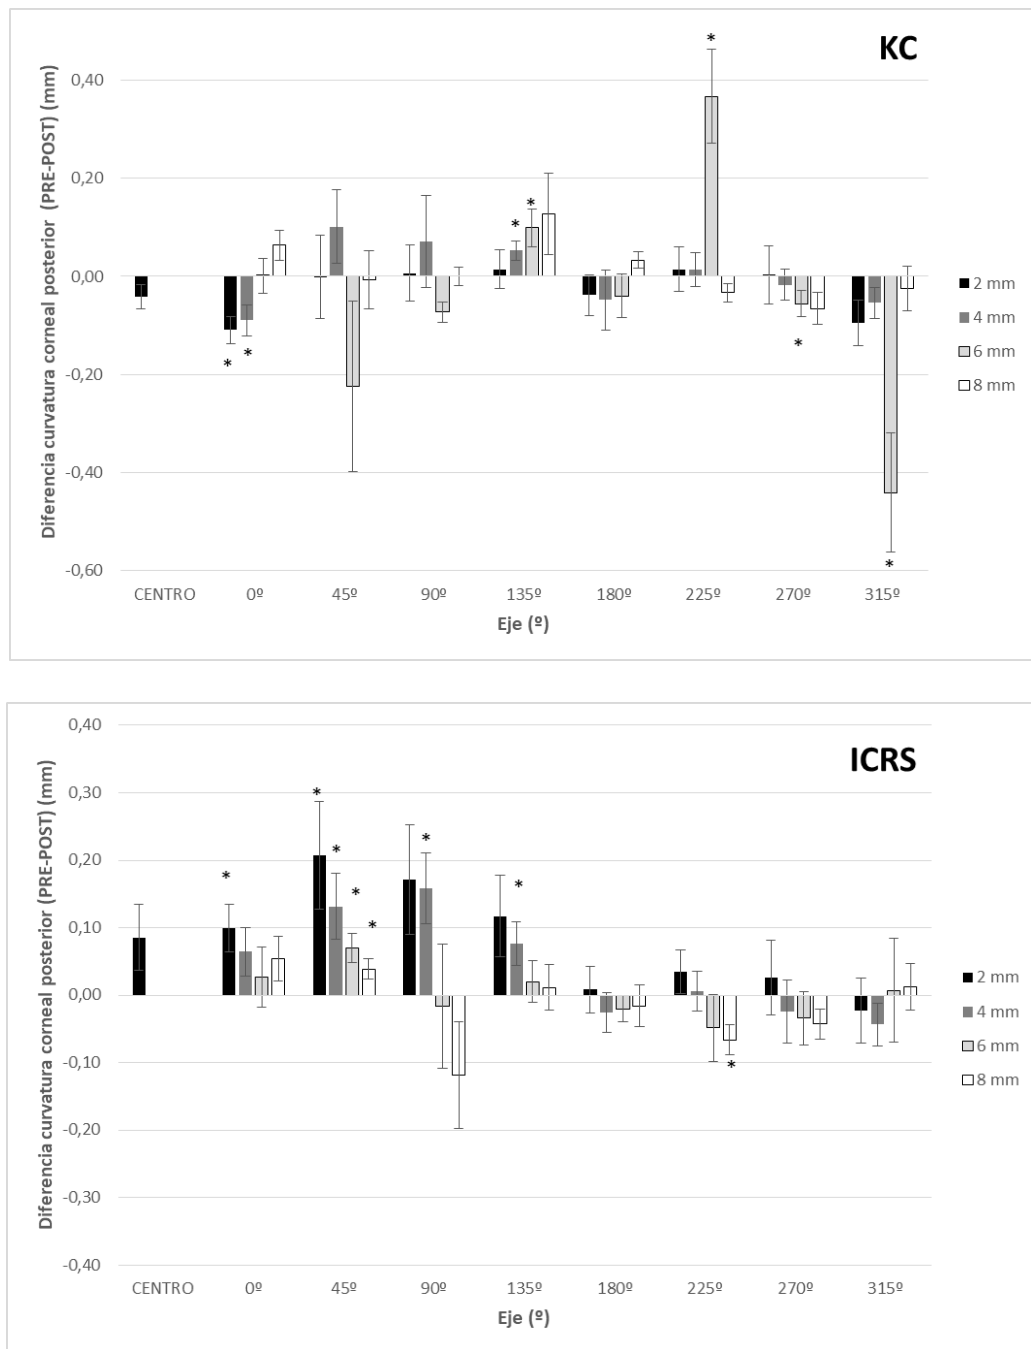 KC
Diferencia curvatura corneal posterior (PRE-POST) (mm)
0,40
0,20
0,00
-0,20
-0,40
-0,60
* * * * * * * 
CENTRO 0º 45º 90º 135º 180º 225º 270º 315º
Eje (º)
2 mm
4 mm
6 mm
8 mm
ICRS
Diferencia curvatura corneal posterior (PRE-POST) (mm)
0,40
0,30
0,20
0,10
0,00
-0,10
-0,20
-0,30
-0,40
* * * * * * * *
CENTRO 0º 45º 90º 135º 180º 225º 270º 315º
Eje (º)
2 mm
4 mm
6 mm
8 mm